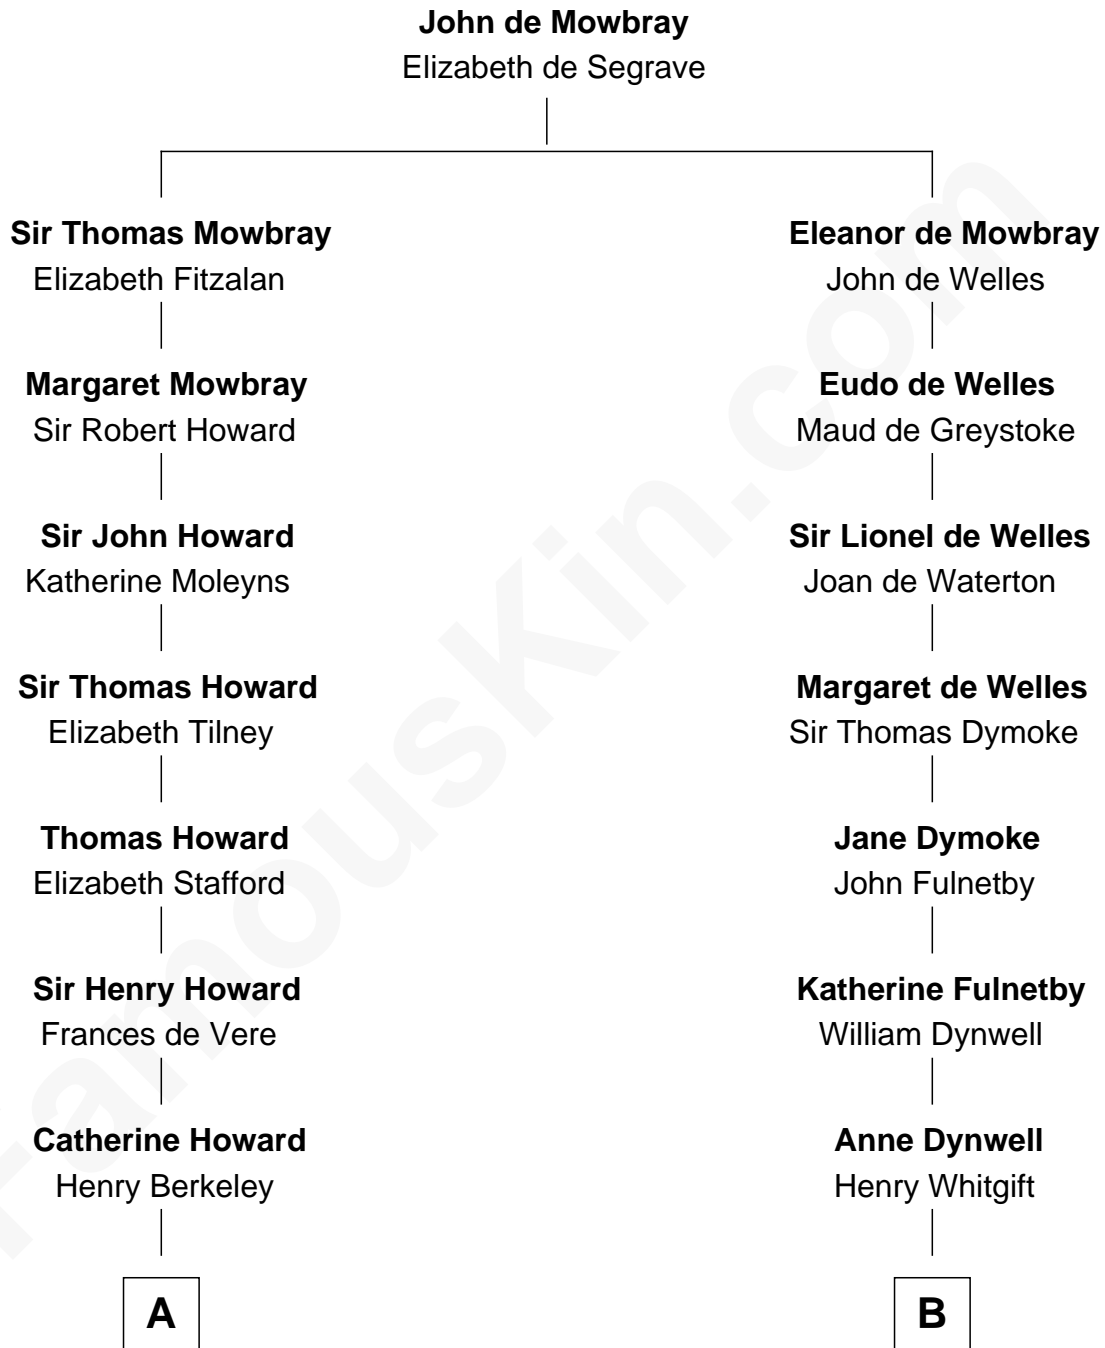 John de Mowbray
Elizabeth de Segrave
Sir Thomas Mowbray
Elizabeth Fitzalan
Eleanor de Mowbray
John de Welles
Margaret Mowbray
Sir Robert Howard
Eudo de Welles
Maud de Greystoke
Sir John Howard
Katherine Moleyns
Sir Lionel de Welles
Joan de Waterton
Sir Thomas Howard
Elizabeth Tilney
Margaret de Welles
Sir Thomas Dymoke
Thomas Howard
Elizabeth Stafford
Jane Dymoke
John Fulnetby
Sir Henry Howard
Frances de Vere
Katherine Fulnetby
William Dynwell
Catherine Howard
Henry Berkeley
Anne Dynwell
Henry Whitgift
A
B
FamousKin.com